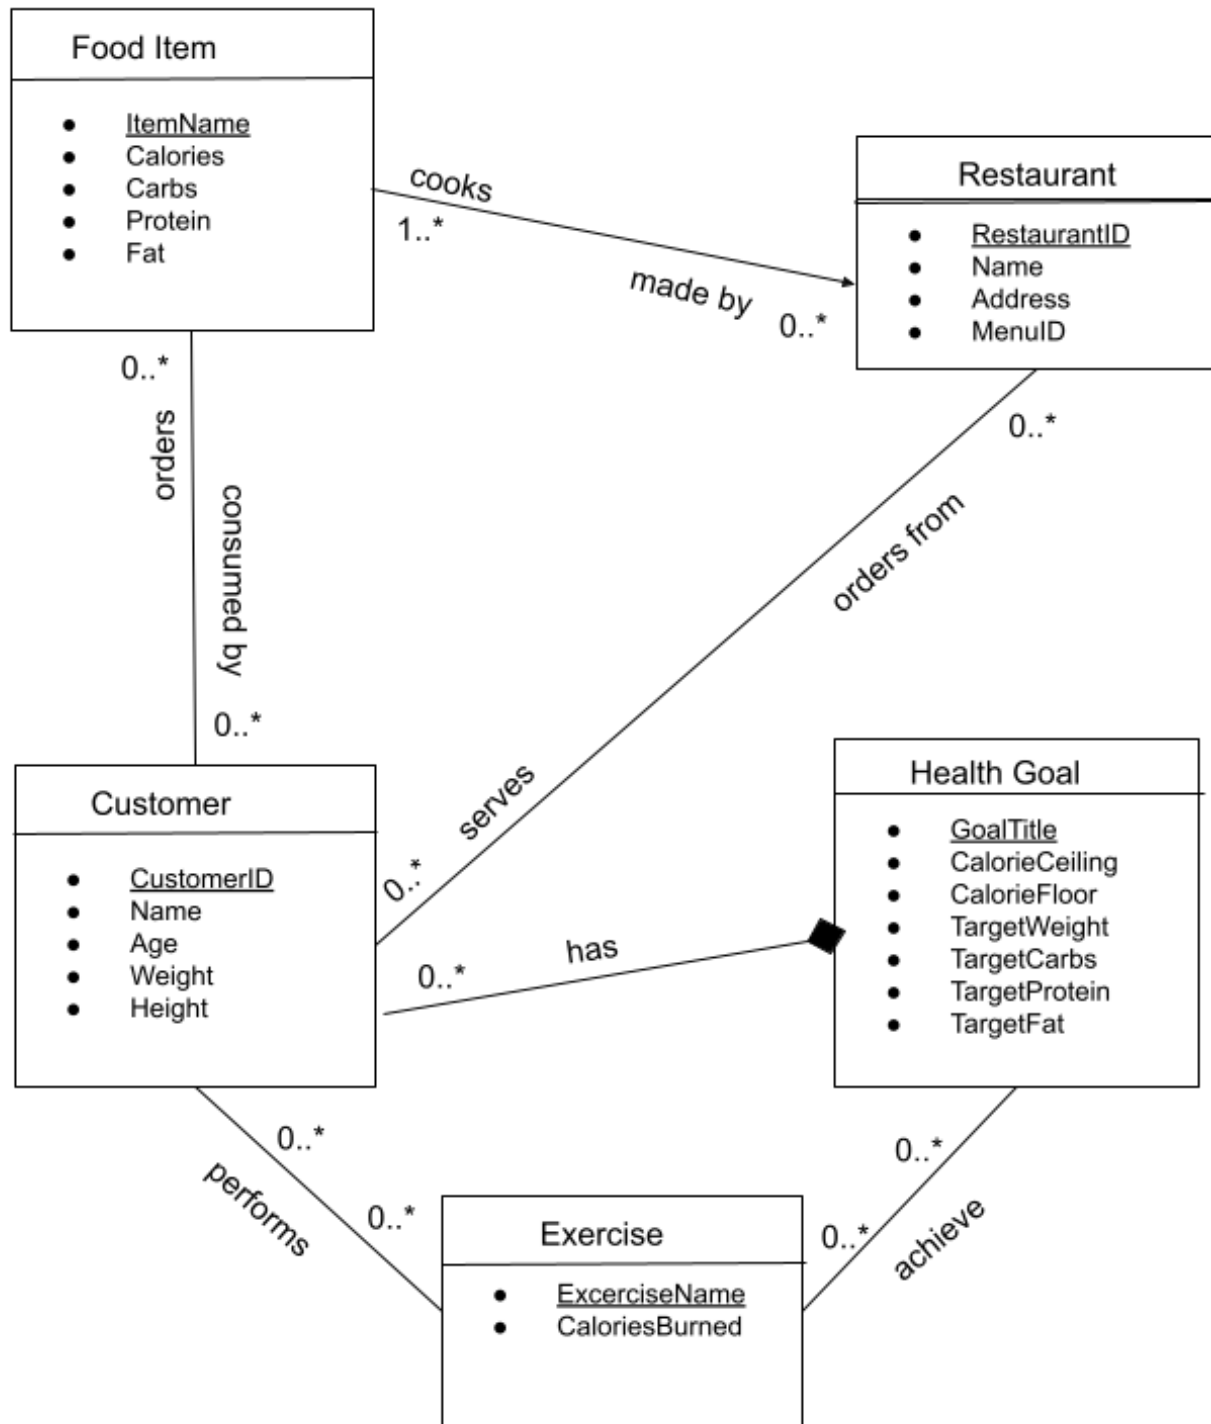 Food Item
ItemName
Calories
Carbs
Protein
Fat
cooks
1..*
made by
0..*
Restaurant
RestaurantID
Name
Address
MenuID
0..*
orders
consumed by
0..*
0..*
orders from
serves
0..*
Customer
CustomerID
Name
Age
Weight
Height
has
0..*
Health Goal
GoalTitle
CalorieCeiling
CalorieFloor
TargetWeight
TargetCarbs
TargetProtein
TargetFat
0..*
performs
0..*
0..*
0..*
achieve
Exercise
ExcerciseName
CaloriesBurned